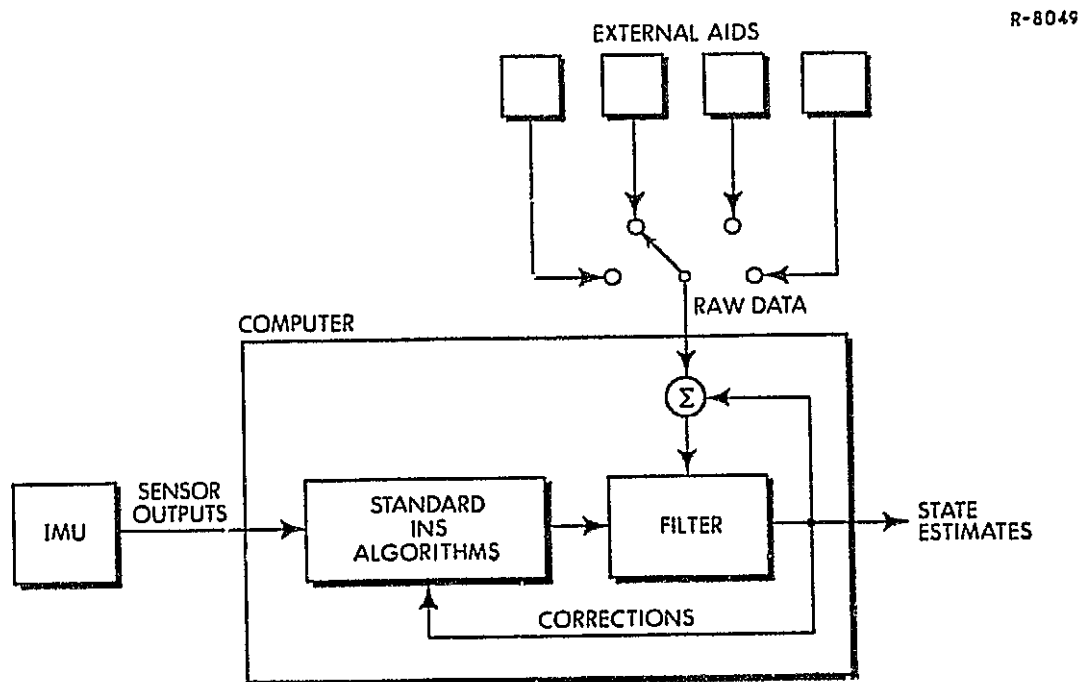 R-8049
EXTERNAL AIDS
RAW DATA
COMPUTER
Σ
IMU
SENSOR
OUTPUTS
STANDARD
INS
ALGORITHMS
FILTER
STATE
ESTIMATES
CORRECTIONS